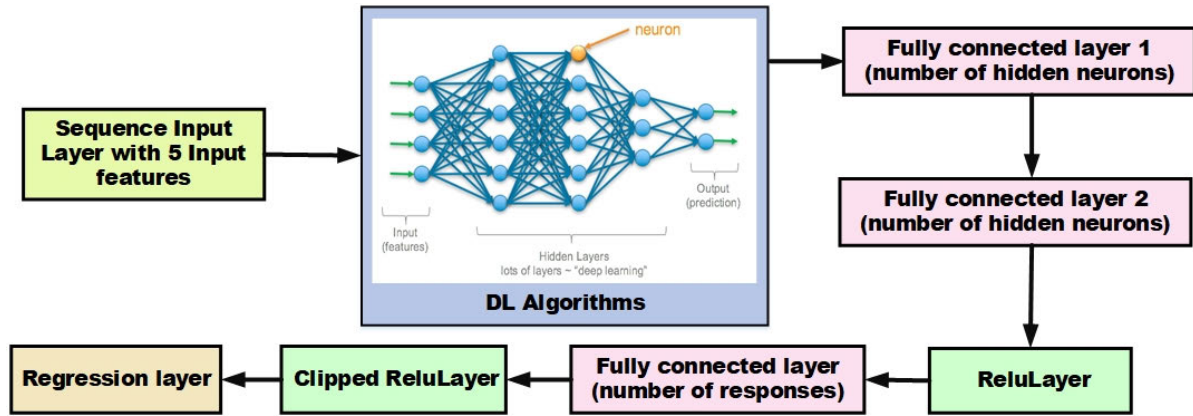 Sequence Input
Layer with 5 Input
features
neuron
Input
(features)
Hidden Layers
lots of layers ~ "deep learning"
Output
(prediction)
DL Algorithms
Fully connected layer 1
(number of hidden neurons)
Fully connected layer 2
(number of hidden neurons)
ReluLayer
Fully connected layer
(number of responses)
Clipped ReluLayer
Regression layer